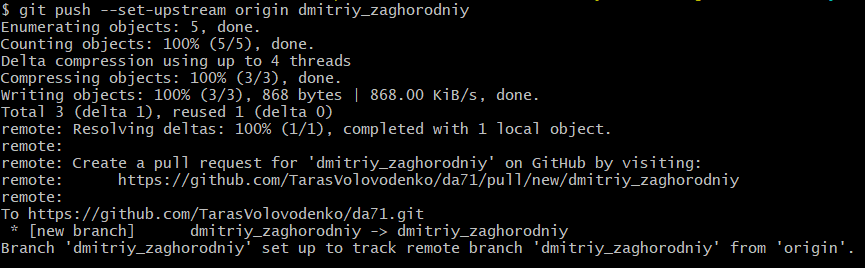 $ git push --set-upstream origin dmitriy_zaghorodniy
Enumerating objects: 5, done.
Counting objects: 100% (5/5), done.
Delta compression using up to 4 threads
Compressing objects: 100% (3/3), done.
Writing objects: 100% (3/3), 868 bytes | 868.00 KiB/s, done.
Total 3 (delta 1), reused 1 (delta 0)
remote: Resolving deltas: 100% (1/1), completed with 1 local object.
remote:
remote: Create a pull request for 'dmitriy_zaghorodniy' on GitHub by visiting:
remote:      https://github.com/TarasVolovodenko/da71/pull/new/dmitriy_zaghorodniy
remote:
To https://github.com/TarasVolovodenko/da71.git
 * [new branch]      dmitriy_zaghorodniy -> dmitriy_zaghorodniy
Branch 'dmitriy_zaghorodniy' set up to track remote branch 'dmitriy_zaghorodniy' from 'origin'.